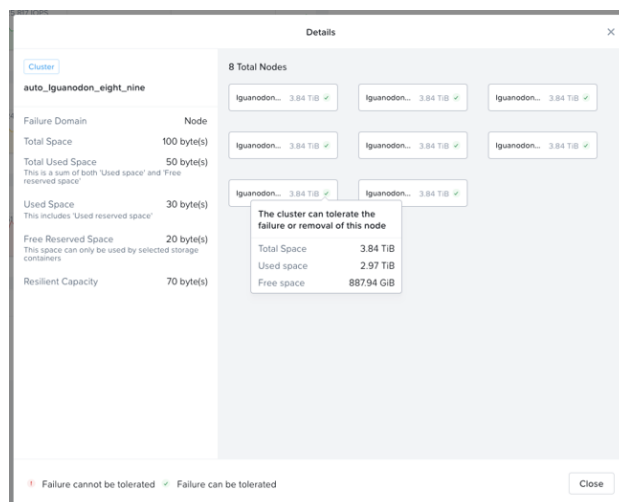 Details
Cluster
auto_Iguanodon_eight_nine
Failure Domain Node
Total Space 100 byte(s)
Total Used Space 50 byte(s)
This is a sum of both 'Used space' and 'Free
reserved space'
Used Space 30 byte(s)
This includes 'Used reserved space'
Free Reserved Space 20 byte(s)
This space can only be used by selected storage
containers
Resilient Capacity 70 byte(s)
8 Total Nodes
Iguanodon... 3.84 TiB Iguanodon... 3.84 TiB Iguanodon... 3.84 TiB
Iguanodon... 3.84 TiB Iguanodon... 3.84 TiB Iguanodon... 3.84 TiB
Iguanodon... 3.84 TiB Iguanodon... 3.84 TiB
The cluster can tolerate the
failure or removal of this node
Total Space 3.84 TiB
Used space 2.97 TiB
Free space 887.94 GiB
Failure cannot be tolerated Failure can be tolerated
Close